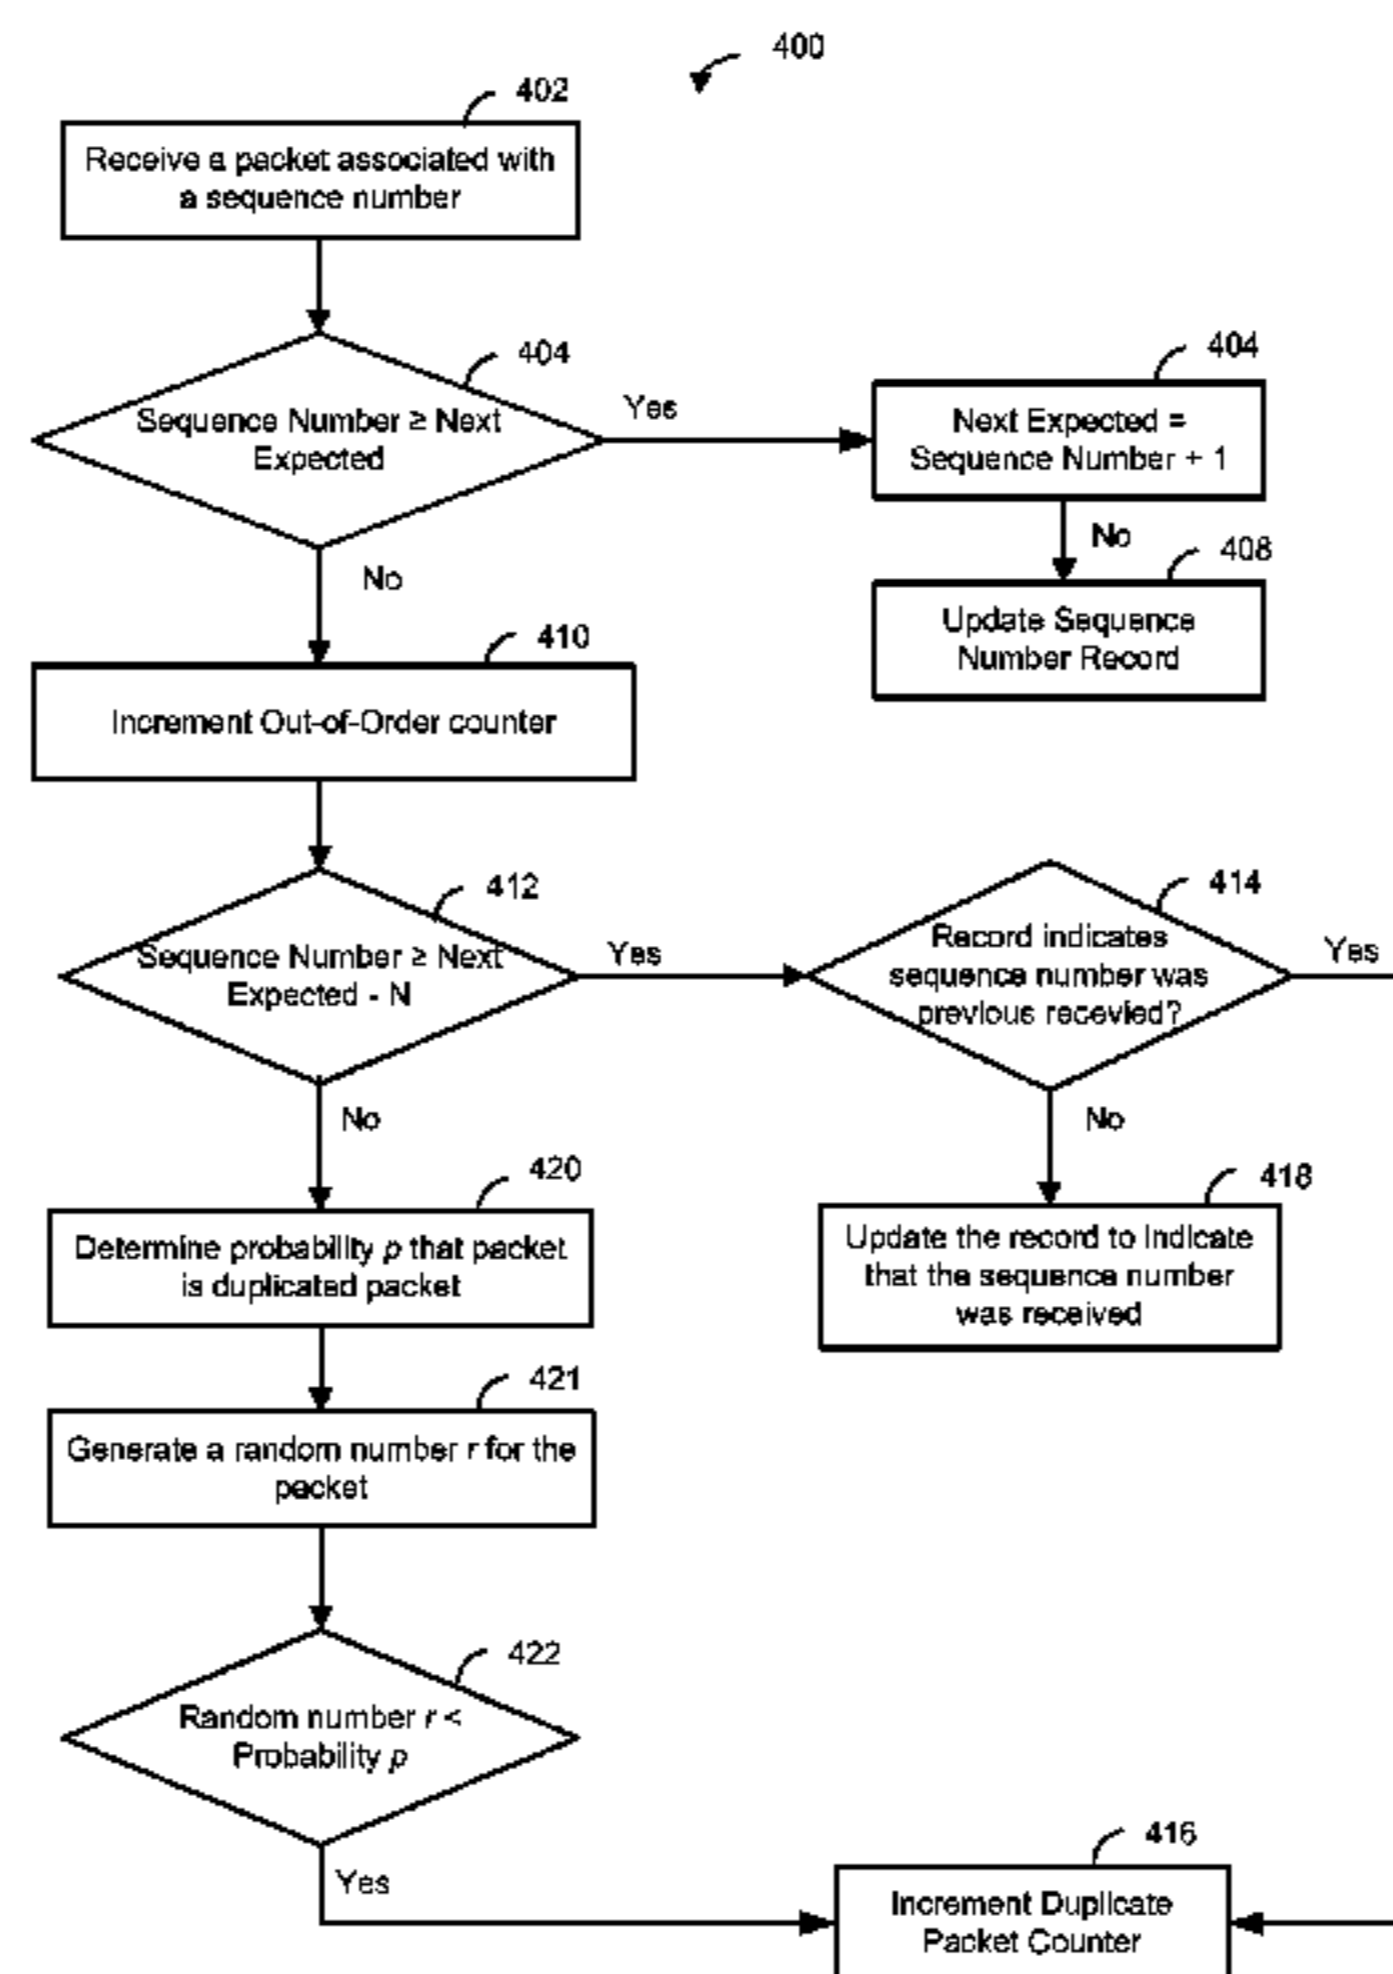 400
402
Receive a packet associated with
a sequence number
404
Sequence Number ≥ Next
Expected
Yes
404
Next Expected =
Sequence Number + 1
No
No
408
Update Sequence
Number Record
410
Increment Out-of-Order counter
412
Sequence Number ≥ Next
Expected - N
Yes
414
Record indicates
sequence number was
previous recevied?
Yes
No
No
420
Determine probability p that packet
is duplicated packet
418
Update the record to indicate
that the sequence number
was received
421
Generate a random number r for the
packet
422
Random number r <
Probability p
Yes
416
Increment Duplicate
Packet Counter